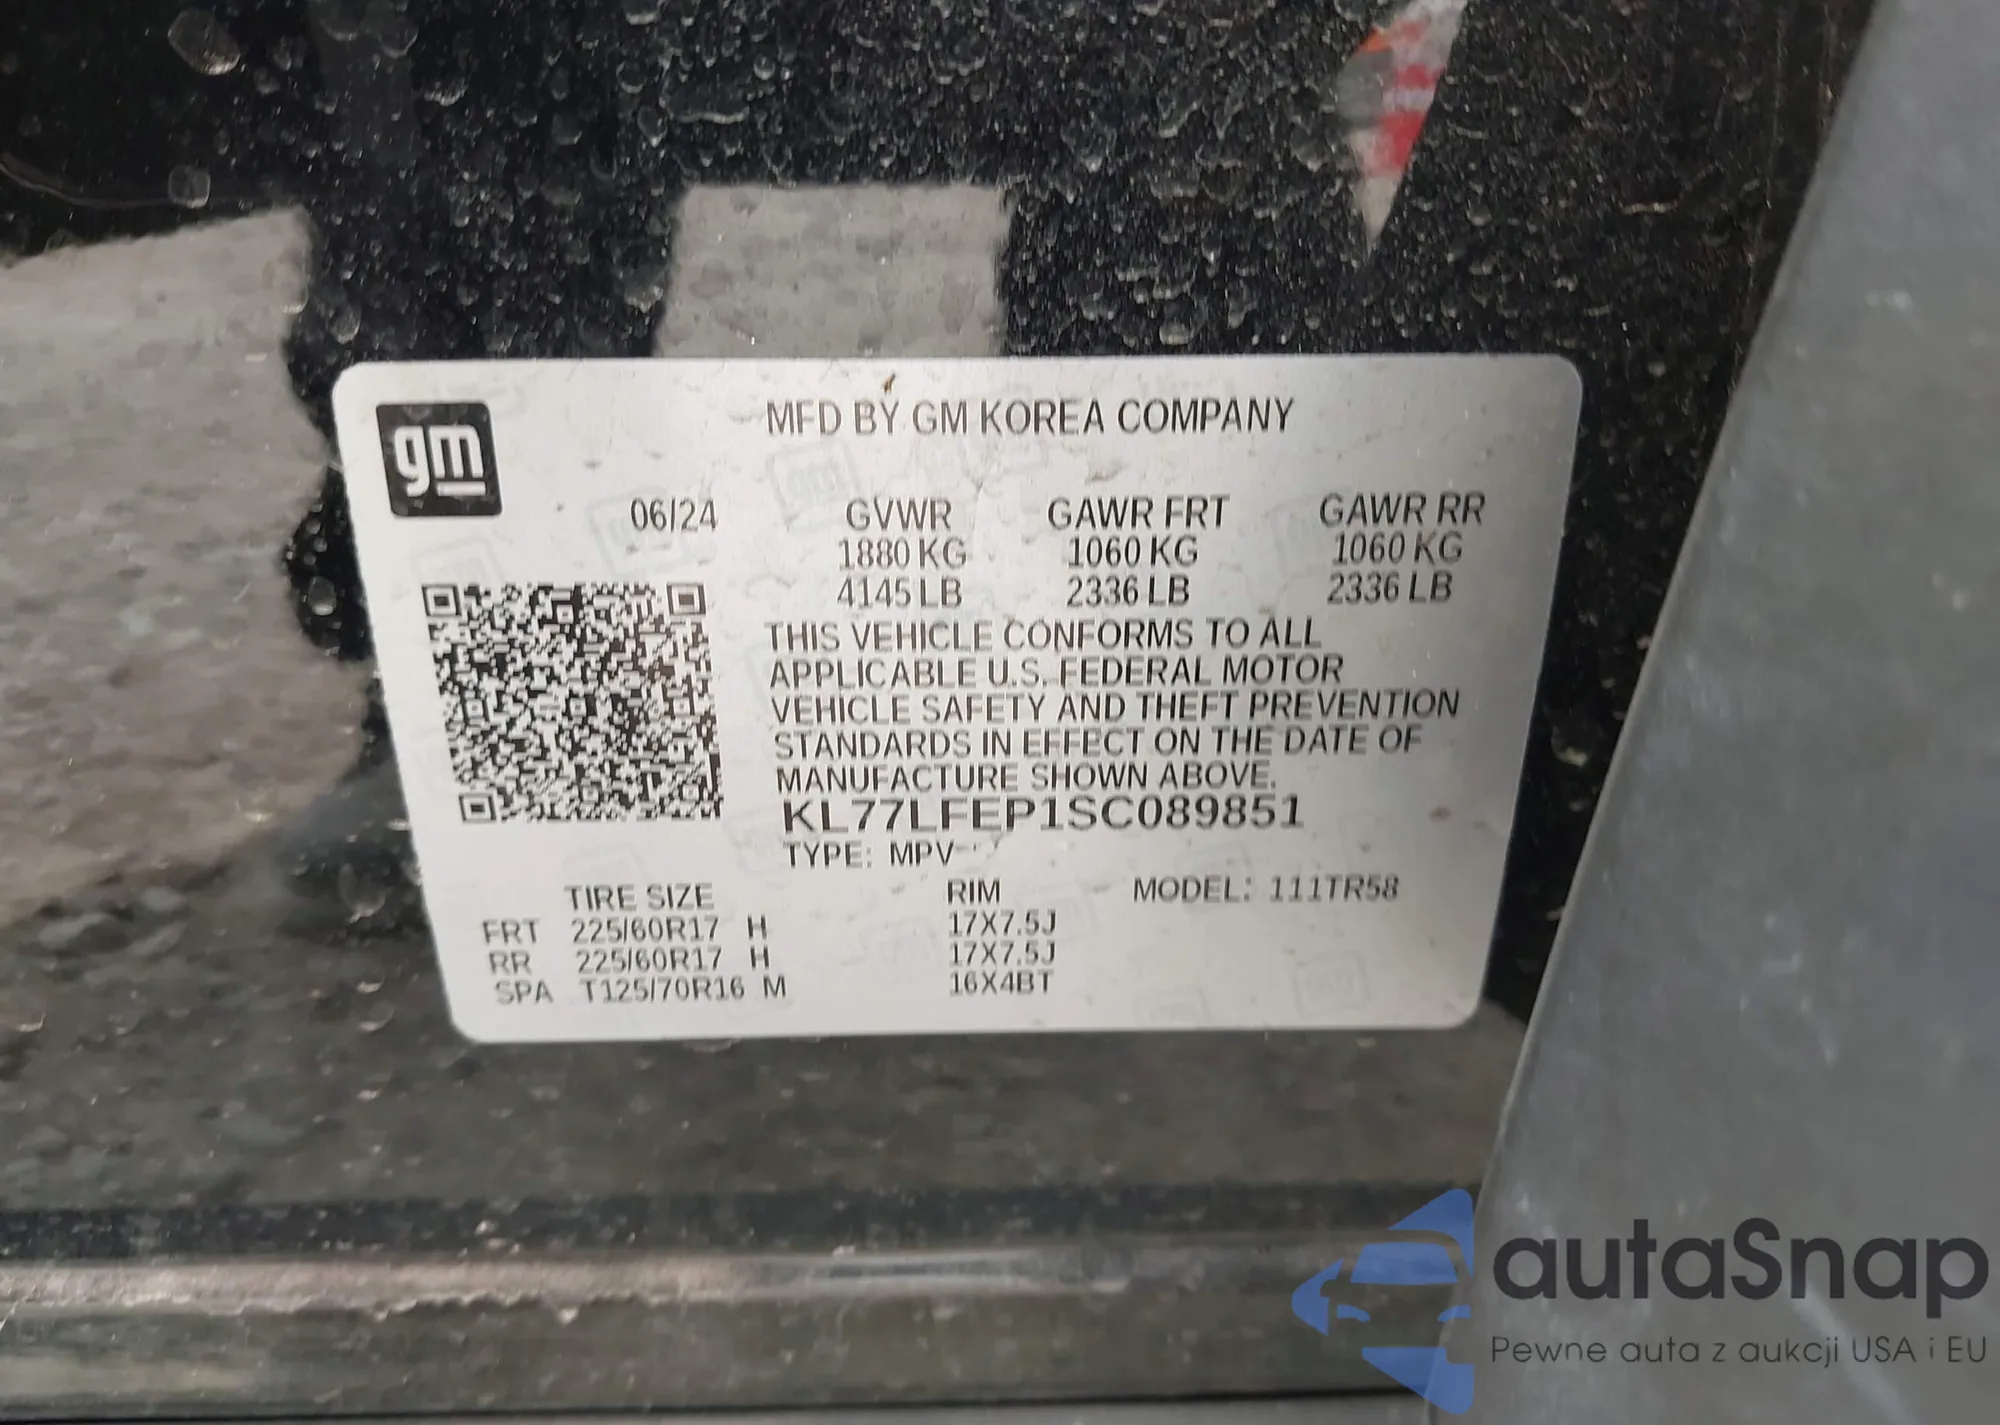 gm
MFD BY GM KOREA COMPANY
06/24 GVWR GAWR FRT GAWR RR
1880 KG 1060 KG 1060 KG
4145 LB 2336 LB 2336 LB
THIS VEHICLE CONFORMS TO ALL
APPLICABLE U.S. FEDERAL MOTOR
VEHICLE SAFETY AND THEFT PREVENTION
STANDARDS IN EFFECT ON THE DATE OF
MANUFACTURE SHOWN ABOVE.
KL77LFEP1SC089851
TYPE: MPV
TIRE SIZE RIM MODEL: 111TR58
FRT 225/60R17 H 17X7.5J
RR 225/60R17 H 17X7.5J
SPA T125/70R16 M 16X4BT
autaSnap
Pewne auta z aukcji USA i EU